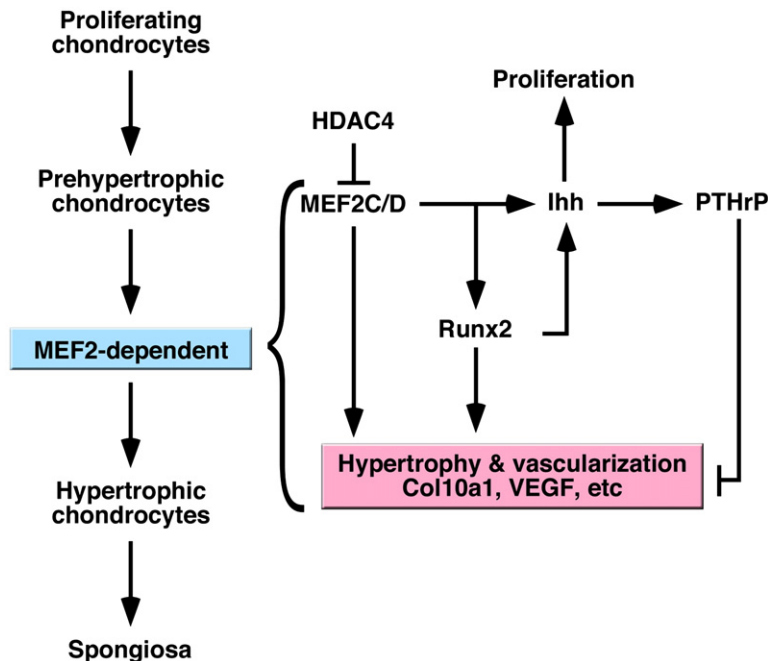 Proliferating
chondrocytes
Prehypertrophic
chondrocytes
MEF2-dependent
Hypertrophic
chondrocytes
Spongiosa
HDAC4
MEF2C/D
Proliferation
Ihh
PTHrP
Runx2
Hypertrophy & vascularization
Col10a1, VEGF, etc